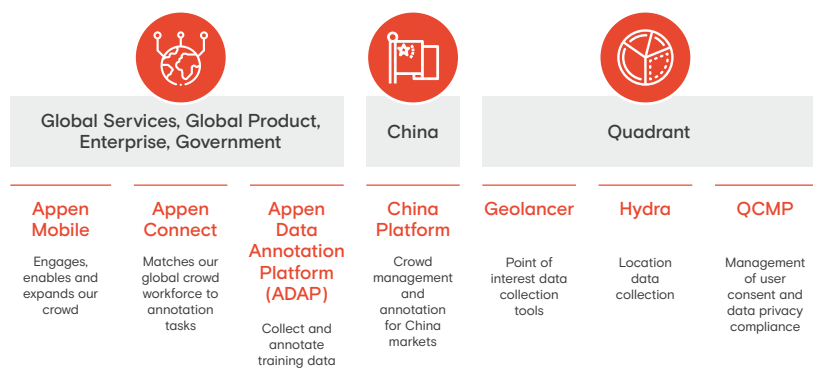 Global Services, Global Product,
Enterprise, Government
China
Quadrant
Appen
Mobile
Engages,
enables and
expands our
crowd
Appen
Connect
Matches our
global crowd
workforce to
annotation
tasks
Appen
Data
Annotation
Platform
(ADAP)
Collect and
annotate
training data
China
Platform
Crowd
management
and
annotation
for China
markets
Geolancer
Point of
interest data
collection
tools
Hydra
Location
data
collection
QCMP
Management
of user
consent and
data privacy
compliance